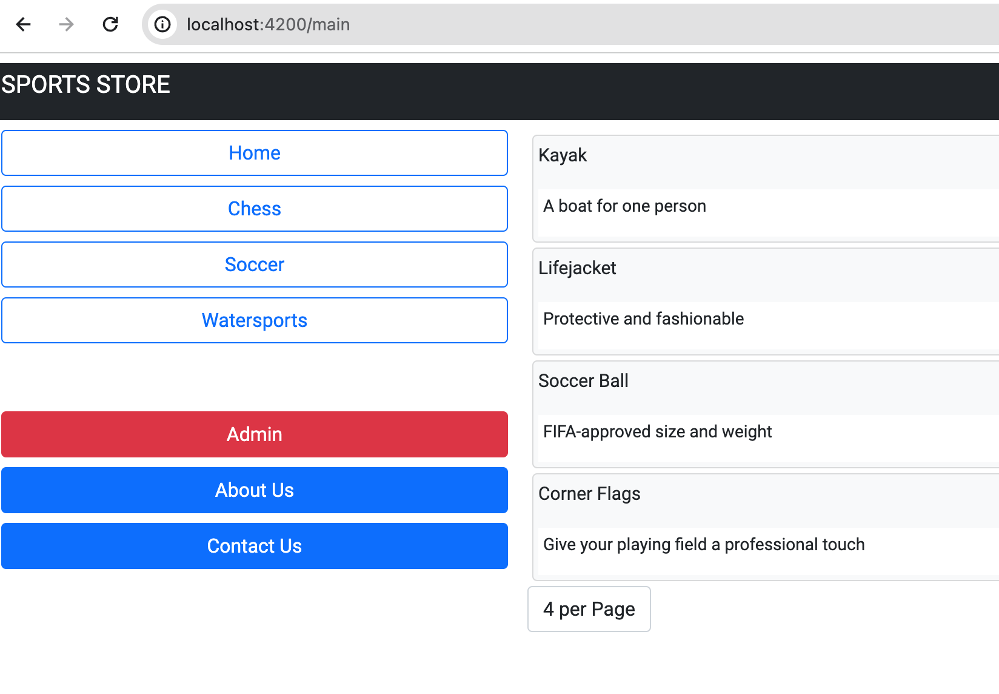 localhost:4200/main
SPORTS STORE
Home
Chess
Soccer
Watersports
Admin
About Us
Contact Us
Kayak
A boat for one person
Lifejacket
Protective and fashionable
Soccer Ball
FIFA-approved size and weight
Corner Flags
Give your playing field a professional touch
4 per Page